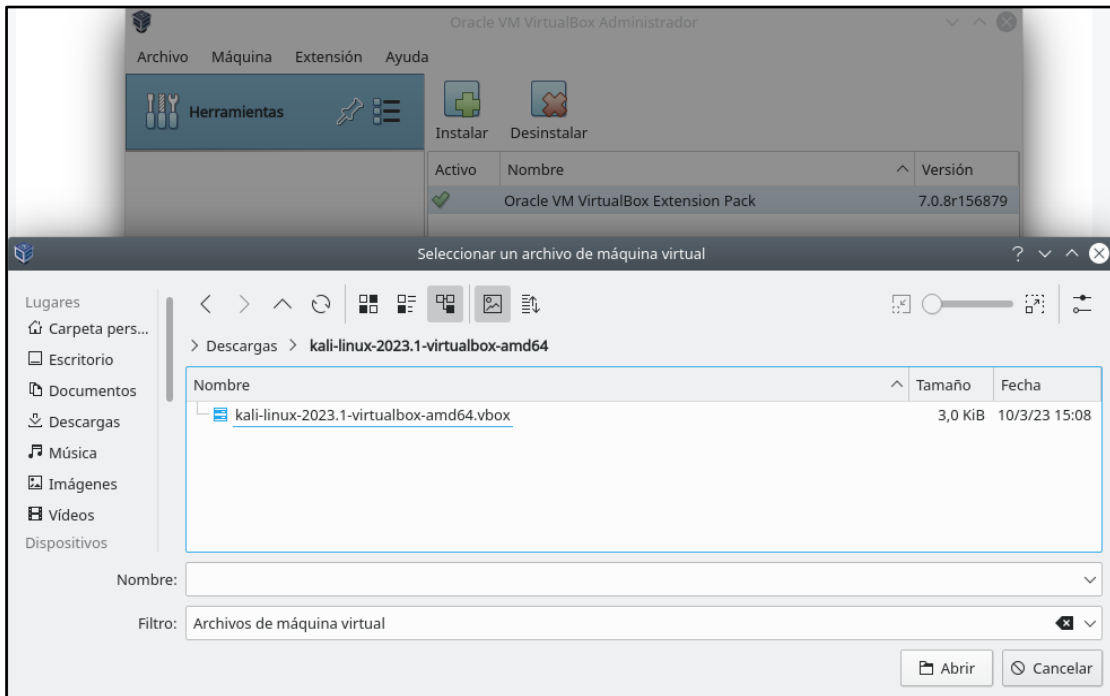 Oracle VM VirtualBox Administrador
Archivo Máquina Extensión Ayuda
Herramientas
Instalar Desinstalar
Activo Nombre Versión
Oracle VM VirtualBox Extension Pack 7.0.8r156879
Seleccionar un archivo de máquina virtual
Lugares
Carpeta pers...
Escritorio
Documentos
Descargas
Música
Imágenes
Vídeos
Dispositivos
> Descargas > kali-linux-2023.1-virtualbox-amd64
Nombre Tamaño Fecha
kali-linux-2023.1-virtualbox-amd64.vbox 3,0 KiB 10/3/23 15:08
Nombre:
Filtro: Archivos de máquina virtual
Abrir Cancelar